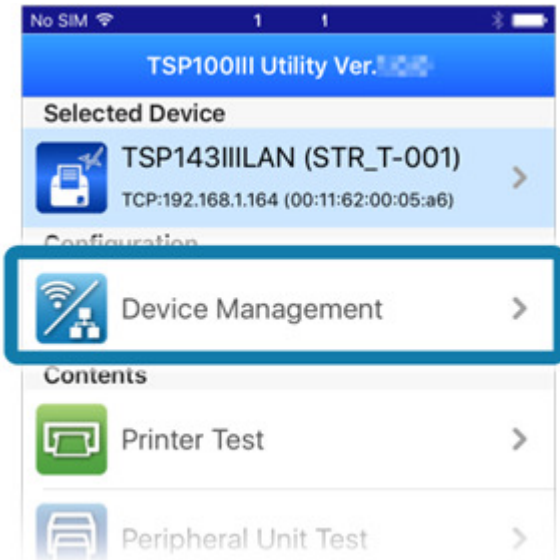 No SIM 1 1
TSP100III Utility Ver.
Selected Device
TSP143IIILAN (STR_T-001)
TCP:192.168.1.164 (00:11:62:00:05:a6)
Configuration
Device Management
Contents
Printer Test
Peripheral Unit Test